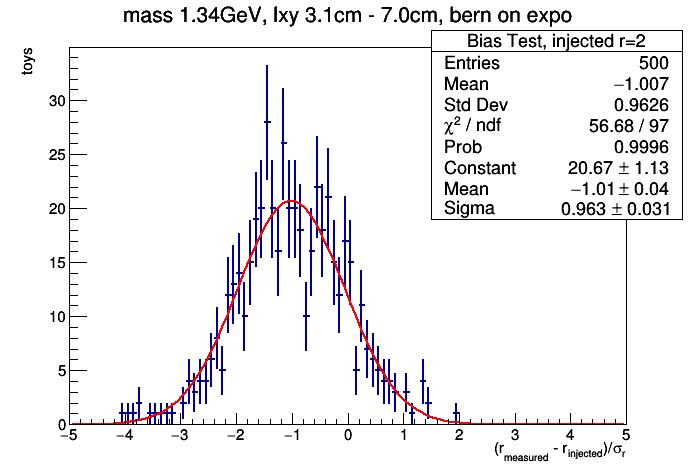 mass 1.34GeV, lxy 3.1cm - 7.0cm, bern on expo
Bias Test, injected r=2
Entries 500
Mean −1.007
Std Dev 0.9626
χ² / ndf 56.68 / 97
Prob 0.9996
Constant 20.67 ± 1.13
Mean −1.01 ± 0.04
Sigma 0.963 ± 0.031
toys
30
25
20
15
10
5
0
−5 −4 −3 −2 −1 0 1 2 3 4 5
(r_measured - r_injected)/σ_r